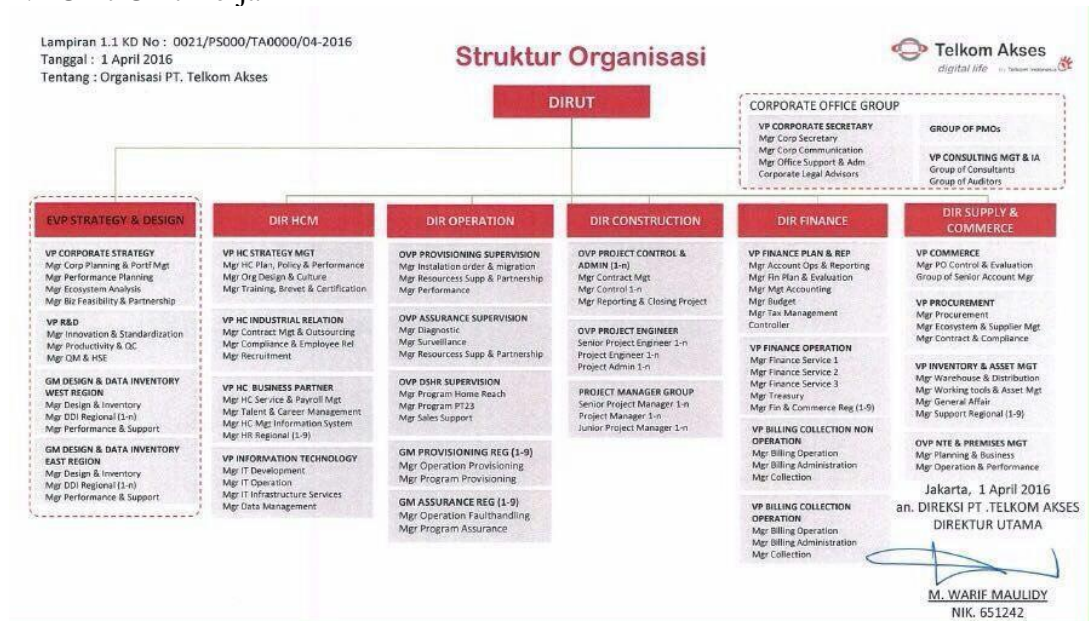 Lampiran 1.1 KD No : 0021/PS000/TA0000/04-2016
Tanggal : 1 April 2016
Tentang : Organisasi PT. Telkom Akses
Struktur Organisasi
Telkom Akses
digital life
by Telkom Indonesia
DIRUT
CORPORATE OFFICE GROUP
VP CORPORATE SECRETARY
Mgr Corp Secretary
Mgr Corp Communication
Mgr Office Support & Adm
Corporate Legal Advisors
GROUP OF PMOs
VP CONSULTING MGT & IA
Group of Consultants
Group of Auditors
EVP STRATEGY & DESIGN
VP CORPORATE STRATEGY
Mgr Corp Planning & Portf Mgt
Mgr Performance Planning
Mgr Ecosystem Analysis
Mgr Biz Feasibility & Partnership
VP R&D
Mgr Innovation & Standardization
Mgr Productivity & QC
Mgr QM & HSE
GM DESIGN & DATA INVENTORY
WEST REGION
Mgr Design & Inventory
Mgr DDI Regional (1-n)
Mgr Performance & Support
GM DESIGN & DATA INVENTORY
EAST REGION
Mgr Design & Inventory
Mgr DDI Regional (1-n)
Mgr Performance & Support
DIR HCM
VP HC STRATEGY MGT
Mgr HC Plan, Policy & Performance
Mgr Org Design & Culture
Mgr Training, Brevet & Certification
VP HC INDUSTRIAL RELATION
Mgr Contract Mgt & Outsourcing
Mgr Compliance & Employee Rel
Mgr Recruitment
VP HC BUSINESS PARTNER
Mgr HC Service & Payroll Mgt
Mgr Talent & Career Management
Mgr HC Mgt Information System
Mgr HR Regional (1-9)
VP INFORMATION TECHNOLOGY
Mgr IT Development
Mgr IT Operation
Mgr IT Infrastructure Services
Mgr Data Management
DIR OPERATION
OVP PROVISIONING SUPERVISION
Mgr Instalation order & migration
Mgr Resourcess Supp & Partnership
Mgr Performance
OVP ASSURANCE SUPERVISION
Mgr Diagnostic
Mgr Surveillance
Mgr Resourcess Supp & Partnership
OVP DSHR SUPERVISION
Mgr Program Home Reach
Mgr Program PT23
Mgr Sales Support
GM PROVISIONING REG (1-9)
Mgr Operation Provisioning
Mgr Program Provisioning
GM ASSURANCE REG (1-9)
Mgr Operation Faulthandling
Mgr Program Assurance
DIR CONSTRUCTION
OVP PROJECT CONTROL &
ADMIN (1-n)
Mgr Contract Mgt
Mgr Control 1-n
Mgr Reporting & Closing Project
OVP PROJECT ENGINEER
Senior Project Engineer 1-n
Project Engineer 1-n
Project Admin 1-n
PROJECT MANAGER GROUP
Senior Project Manager 1-n
Project Manager 1-n
Junior Project Manager 1-n
DIR FINANCE
VP FINANCE PLAN & REP
Mgr Account Ops & Reporting
Mgr Fin Plan & Evaluation
Mgr Mgt Accounting
Mgr Budget
Mgr Tax Management
Controller
VP FINANCE OPERATION
Mgr Finance Service 1
Mgr Finance Service 2
Mgr Finance Service 3
Mgr Treasury
Mgr Fin & Commerce Reg (1-9)
VP BILLING COLLECTION NON
OPERATION
Mgr Billing Operation
Mgr Billing Administration
Mgr Collection
VP BILLING COLLECTION
OPERATION
Mgr Billing Operation
Mgr Billing Administration
Mgr Collection
DIR SUPPLY &
COMMERCE
VP COMMERCE
Mgr PO Control & Evaluation
Group of Senior Account Mgr
VP PROCUREMENT
Mgr Procurement
Mgr Ecosystem & Supplier Mgt
Mgr Contract & Compliance
VP INVENTORY & ASSET MGT
Mgr Warehouse & Distribution
Mgr Working tools & Asset Mgt
Mgr General Affair
Mgr Support Regional (1-9)
OVP NTE & PREMISES MGT
Mgr Planning & Business
Mgr Operation & Performance
Jakarta, 1 April 2016
an. DIREKSI PT .TELKOM AKSES
DIREKTUR UTAMA
M. WARIF MAULIDY
NIK. 651242